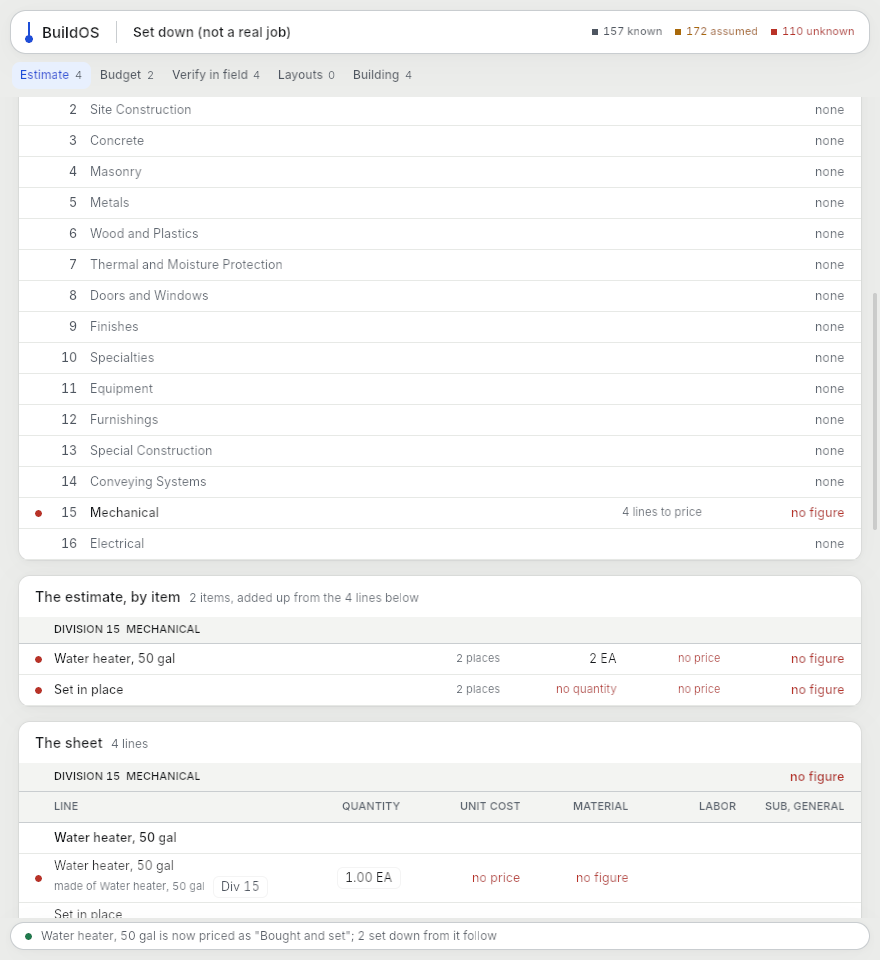 BuildOS Set down (not a real job) 157 known 172 assumed 110 unknown
Estimate 4 Budget 2 Verify in field 4 Layouts 0 Building 4
2 Site Construction none
3 Concrete none
4 Masonry none
5 Metals none
6 Wood and Plastics none
7 Thermal and Moisture Protection none
8 Doors and Windows none
9 Finishes none
10 Specialties none
11 Equipment none
12 Furnishings none
13 Special Construction none
14 Conveying Systems none
15 Mechanical 4 lines to price no figure
16 Electrical none
The estimate, by item 2 items, added up from the 4 lines below
DIVISION 15 MECHANICAL
Water heater, 50 gal 2 places 2 EA no price no figure
Set in place 2 places no quantity no price no figure
The sheet 4 lines
DIVISION 15 MECHANICAL no figure
LINE QUANTITY UNIT COST MATERIAL LABOR SUB, GENERAL
Water heater, 50 gal
Water heater, 50 gal
made of Water heater, 50 gal Div 15 1.00 EA no price no figure
Set in place
Water heater, 50 gal is now priced as "Bought and set"; 2 set down from it follow